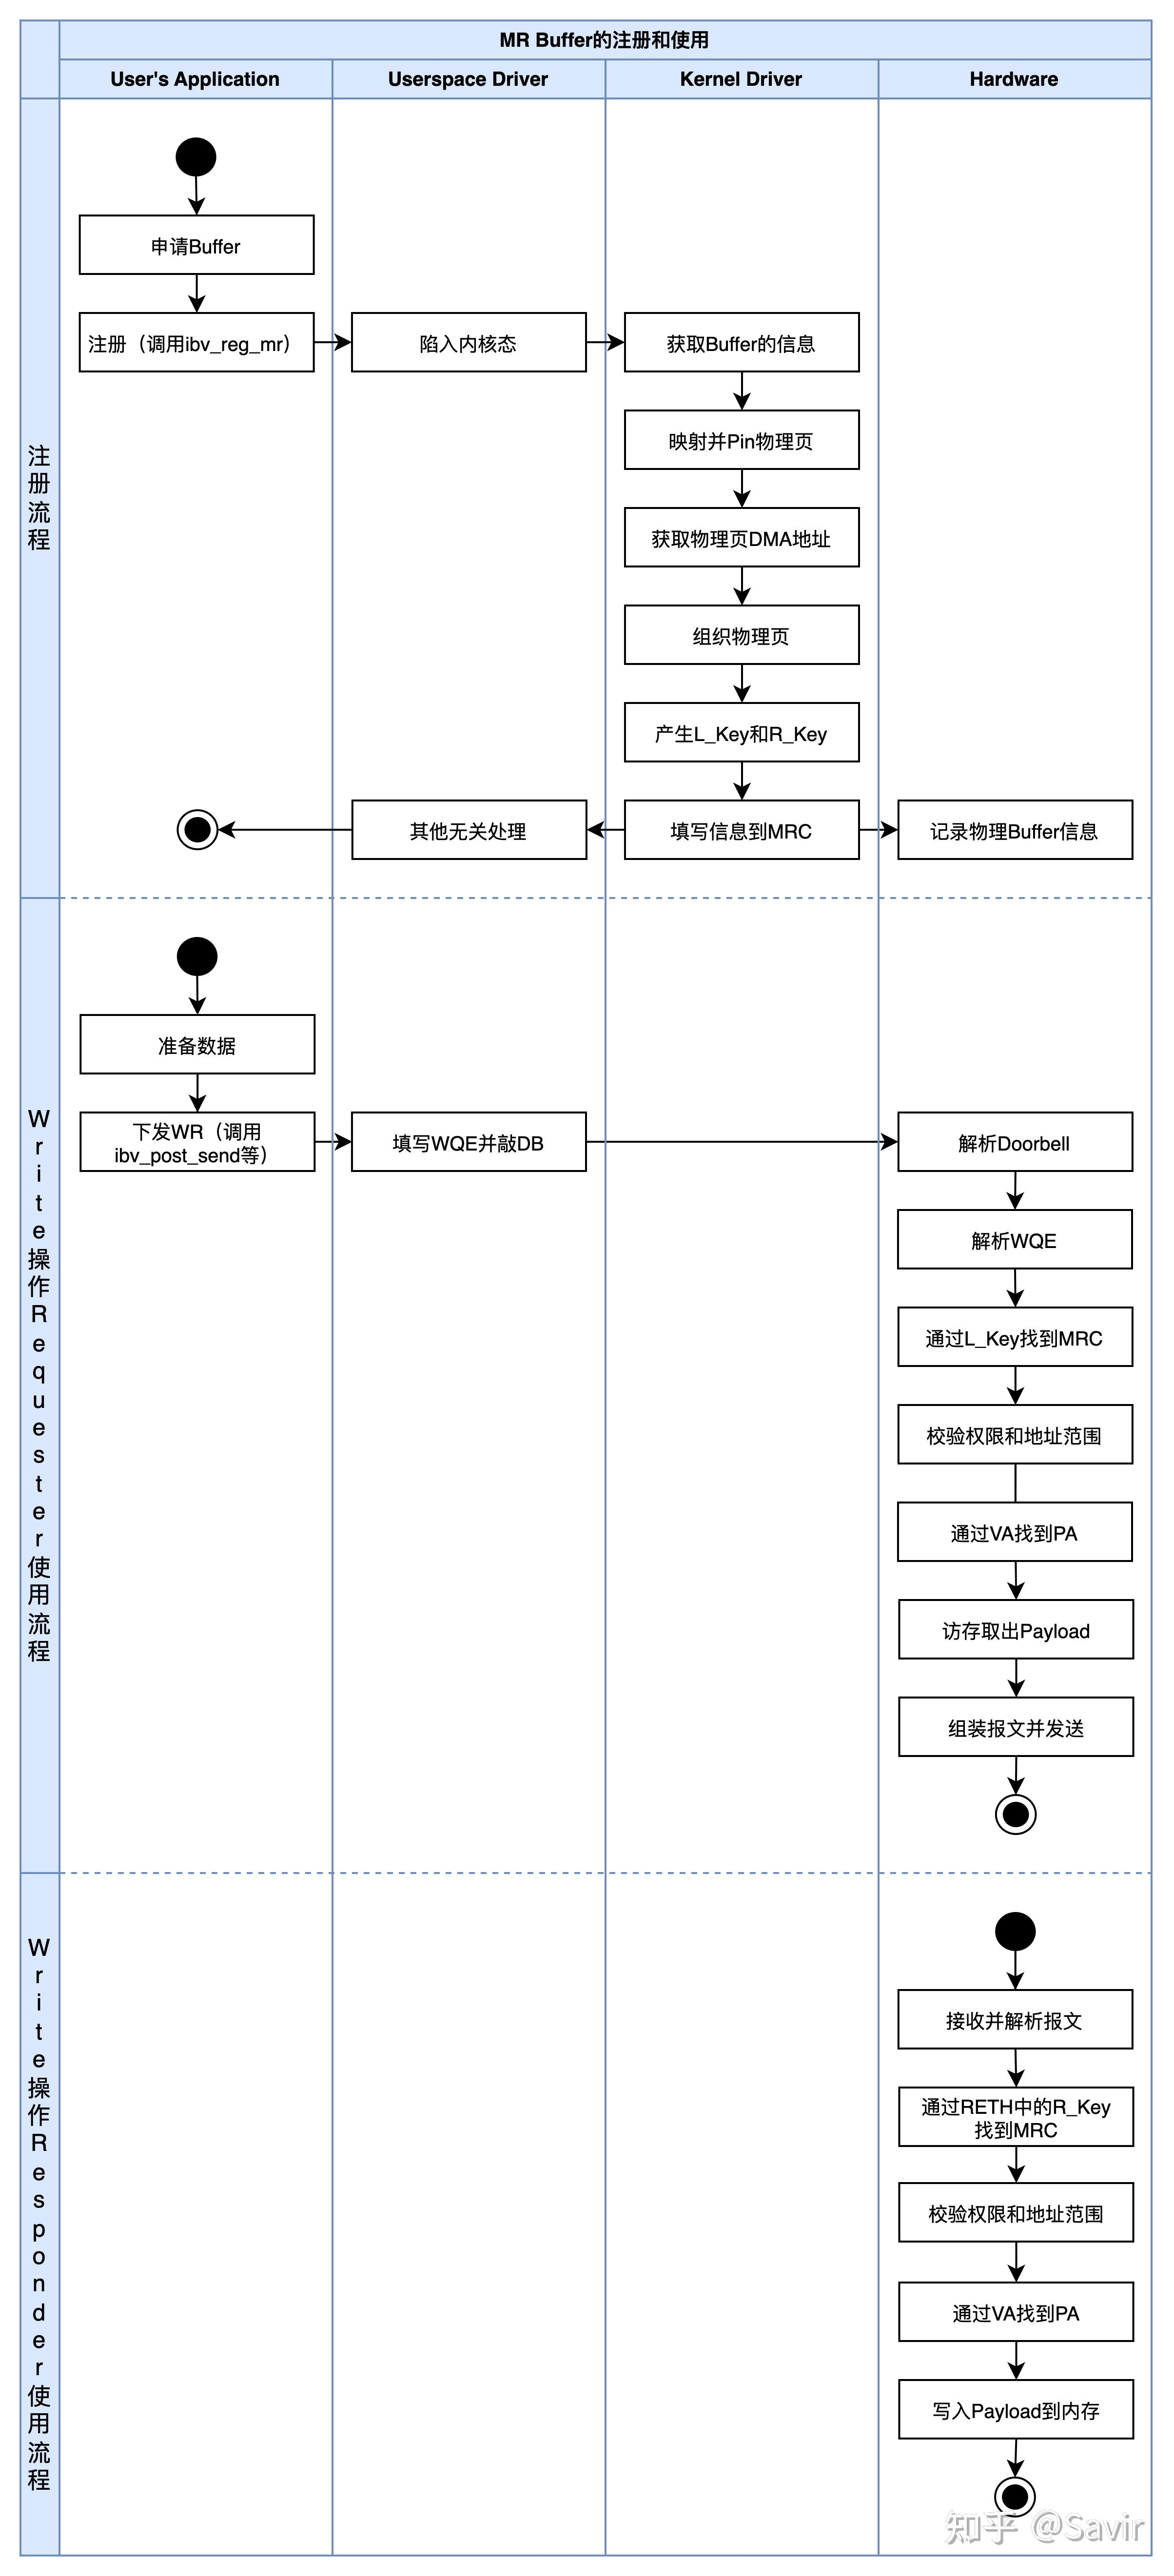 MR Buffer的注册和使用
User's Application
Userspace Driver
Kernel Driver
Hardware
注册流程
申请Buffer
注册（调用ibv_reg_mr）
陷入内核态
获取Buffer的信息
映射并Pin物理页
获取物理页DMA地址
组织物理页
产生L_Key和R_Key
其他无关处理
填写信息到MRC
记录物理Buffer信息
Write操作Requester使用流程
准备数据
下发WR（调用
ibv_post_send等）
填写WQE并敲DB
解析Doorbell
解析WQE
通过L_Key找到MRC
校验权限和地址范围
通过VA找到PA
访存取出Payload
组装报文并发送
Write操作Responder使用流程
接收并解析报文
通过RETH中的R_Key
找到MRC
校验权限和地址范围
通过VA找到PA
写入Payload到内存
知乎 @Savir